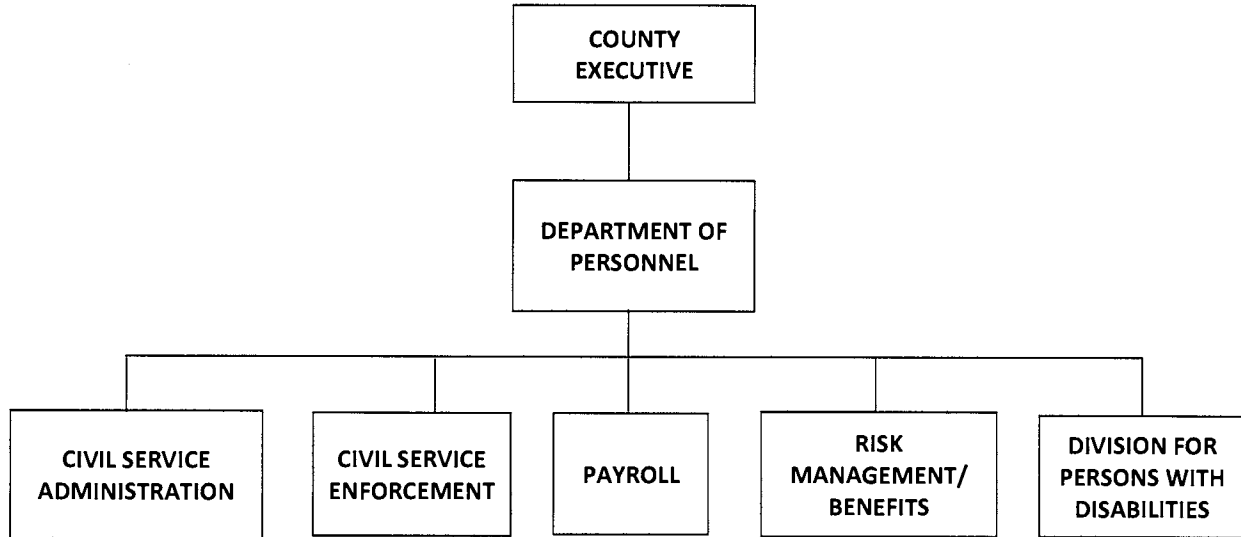 COUNTY
EXECUTIVE
DEPARTMENT OF
PERSONNEL
CIVIL SERVICE
ADMINISTRATION
CIVIL SERVICE
ENFORCEMENT
PAYROLL
RISK
MANAGEMENT/
BENEFITS
DIVISION FOR
PERSONS WITH
DISABILITIES